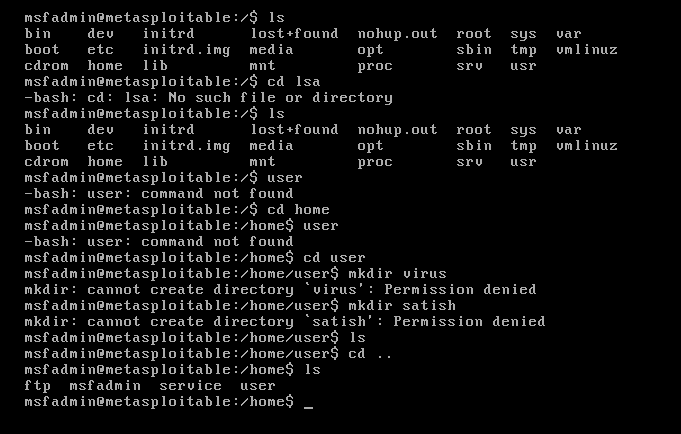 msfadmin@metasploitable:/$ ls
bin    dev   initrd      lost+found  nohup.out  root  sys  var
boot   etc   initrd.img  media       opt        sbin  tmp  vmlinuz
cdrom  home  lib         mnt         proc       srv   usr
msfadmin@metasploitable:/$ cd lsa
-bash: cd: lsa: No such file or directory
msfadmin@metasploitable:/$ ls
bin    dev   initrd      lost+found  nohup.out  root  sys  var
boot   etc   initrd.img  media       opt        sbin  tmp  vmlinuz
cdrom  home  lib         mnt         proc       srv   usr
msfadmin@metasploitable:/$ user
-bash: user: command not found
msfadmin@metasploitable:/$ cd home
msfadmin@metasploitable:/home$ user
-bash: user: command not found
msfadmin@metasploitable:/home$ cd user
msfadmin@metasploitable:/home/user$ mkdir virus
mkdir: cannot create directory `virus': Permission denied
msfadmin@metasploitable:/home/user$ mkdir satish
mkdir: cannot create directory `satish': Permission denied
msfadmin@metasploitable:/home/user$ ls
msfadmin@metasploitable:/home/user$ cd ..
msfadmin@metasploitable:/home$ ls
ftp  msfadmin  service  user
msfadmin@metasploitable:/home$ _